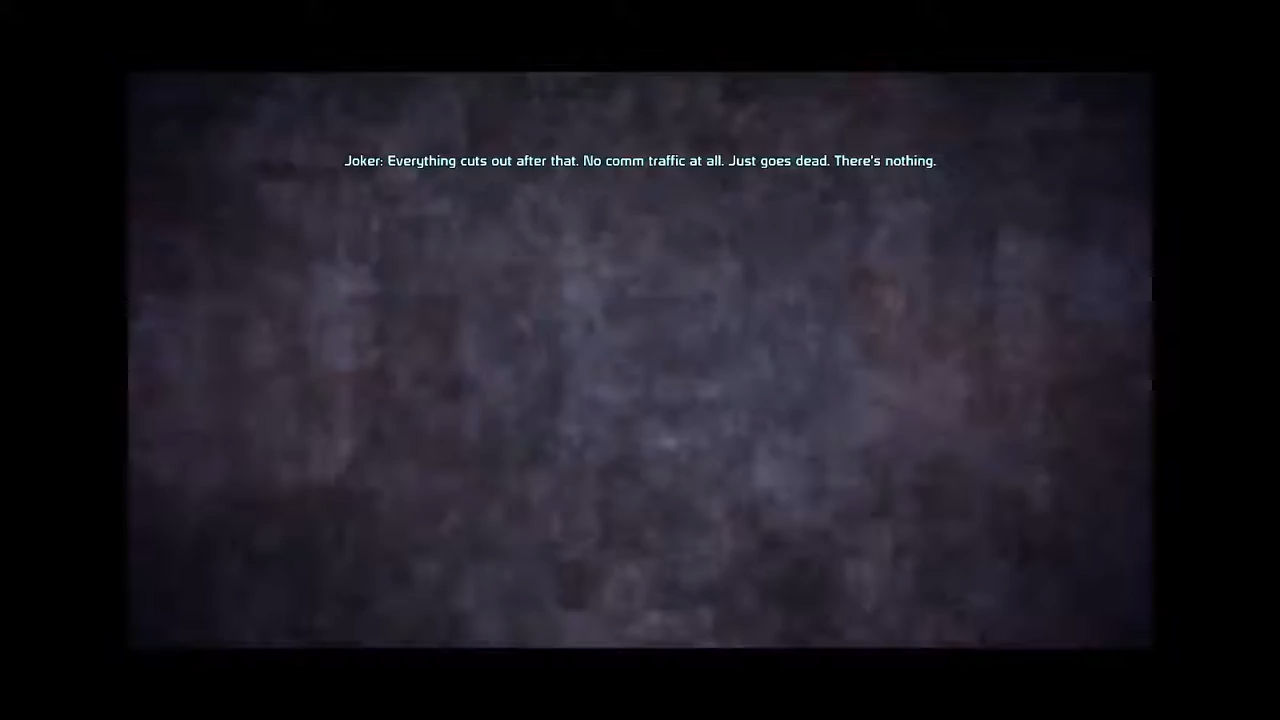 Joker: Everything cuts out after that. No comm traffic at all. Just goes dead. There's nothing.